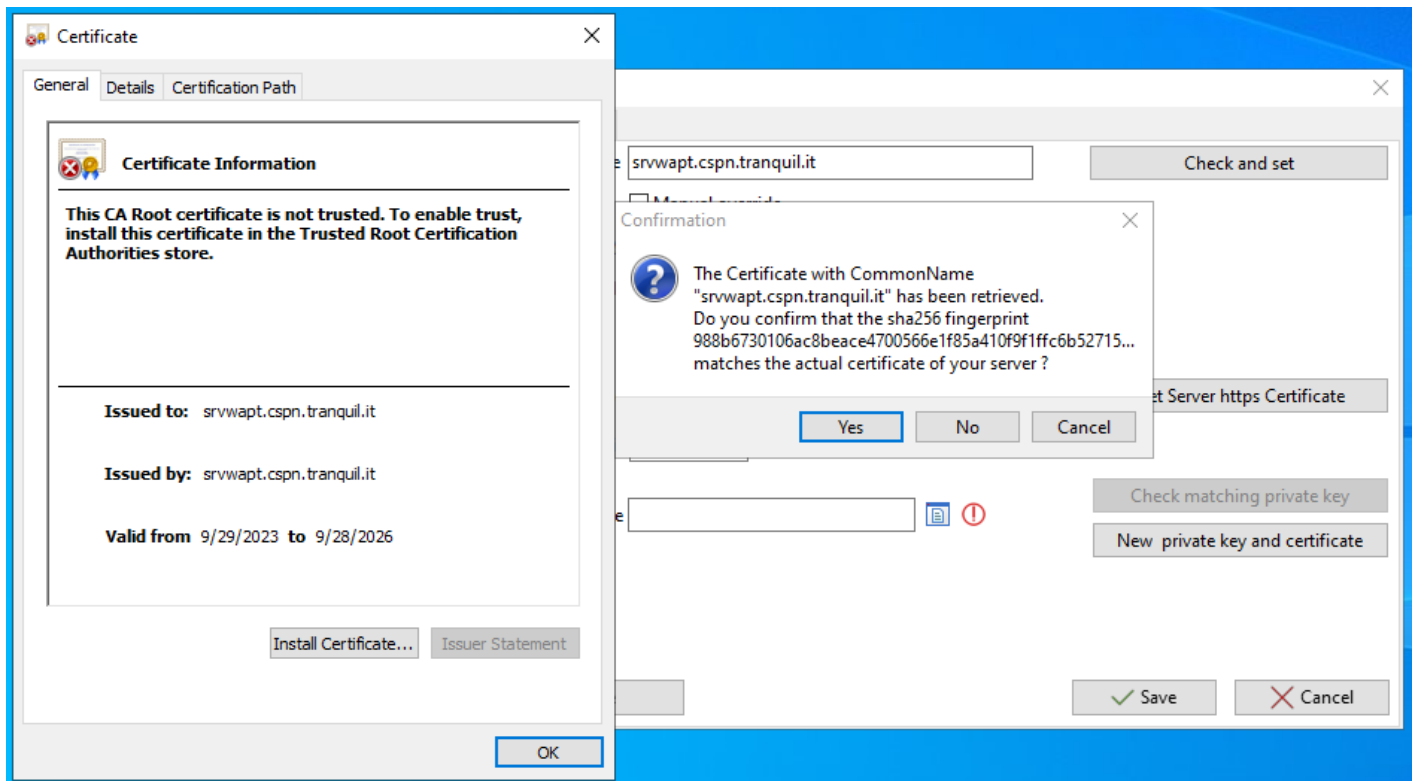 Certificate
General Details Certification Path
Certificate Information
This CA Root certificate is not trusted. To enable trust,
install this certificate in the Trusted Root Certification
Authorities store.
Issued to: srvwapt.cspn.tranquil.it
Issued by: srvwapt.cspn.tranquil.it
Valid from 9/29/2023 to 9/28/2026
Install Certificate... Issuer Statement
OK
e srvwapt.cspn.tranquil.it Check and set
Manual override
Confirmation
The Certificate with CommonName
"srvwapt.cspn.tranquil.it" has been retrieved.
Do you confirm that the sha256 fingerprint
988b6730106ac8beace4700566e1f85a410f9f1ffc6b52715...
matches the actual certificate of your server ?
Yes No Cancel
et Server https Certificate
Check matching private key
e
New private key and certificate
Save Cancel